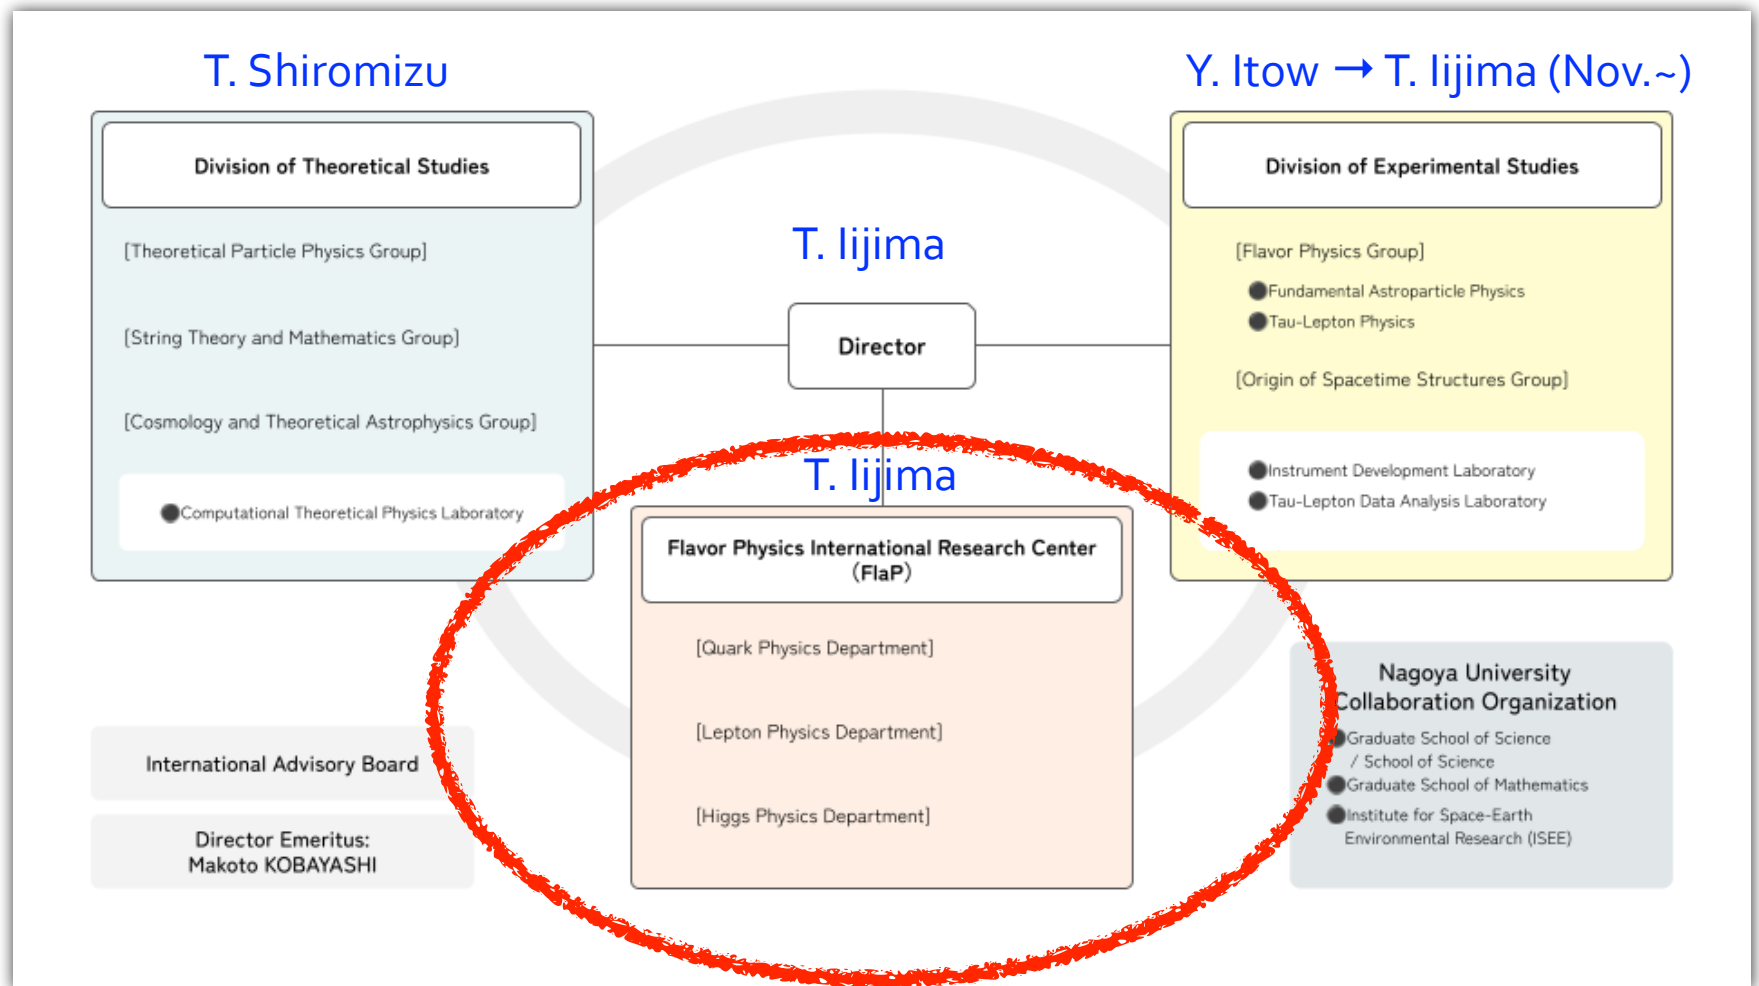 T. Shiromizu
Y. Itow → T. Iijima (Nov.~)
Division of Theoretical Studies
[Theoretical Particle Physics Group]
[String Theory and Mathematics Group]
[Cosmology and Theoretical Astrophysics Group]
●Computational Theoretical Physics Laboratory
T. Iijima
Director
Division of Experimental Studies
[Flavor Physics Group]
●Fundamental Astroparticle Physics
●Tau-Lepton Physics
[Origin of Spacetime Structures Group]
●Instrument Development Laboratory
●Tau-Lepton Data Analysis Laboratory
T. Iijima
Flavor Physics International Research Center
(FlaP)
[Quark Physics Department]
[Lepton Physics Department]
[Higgs Physics Department]
International Advisory Board
Director Emeritus:
Makoto KOBAYASHI
Nagoya University
Collaboration Organization
●Graduate School of Science
/ School of Science
●Graduate School of Mathematics
●Institute for Space-Earth
Environmental Research (ISEE)